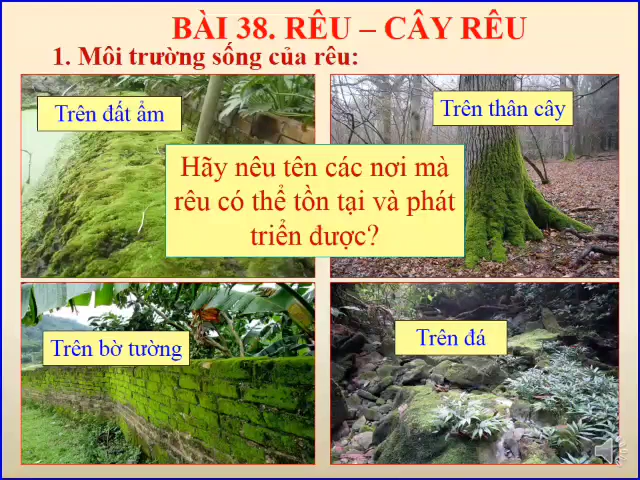 BÀI 38. RÊU – CÂY RÊU
1. Môi trường sống của rêu:
Trên đất ẩm
Trên thân cây
Hãy nêu tên các nơi mà
rêu có thể tồn tại và phát
triển được?
Trên bờ tường
Trên đá